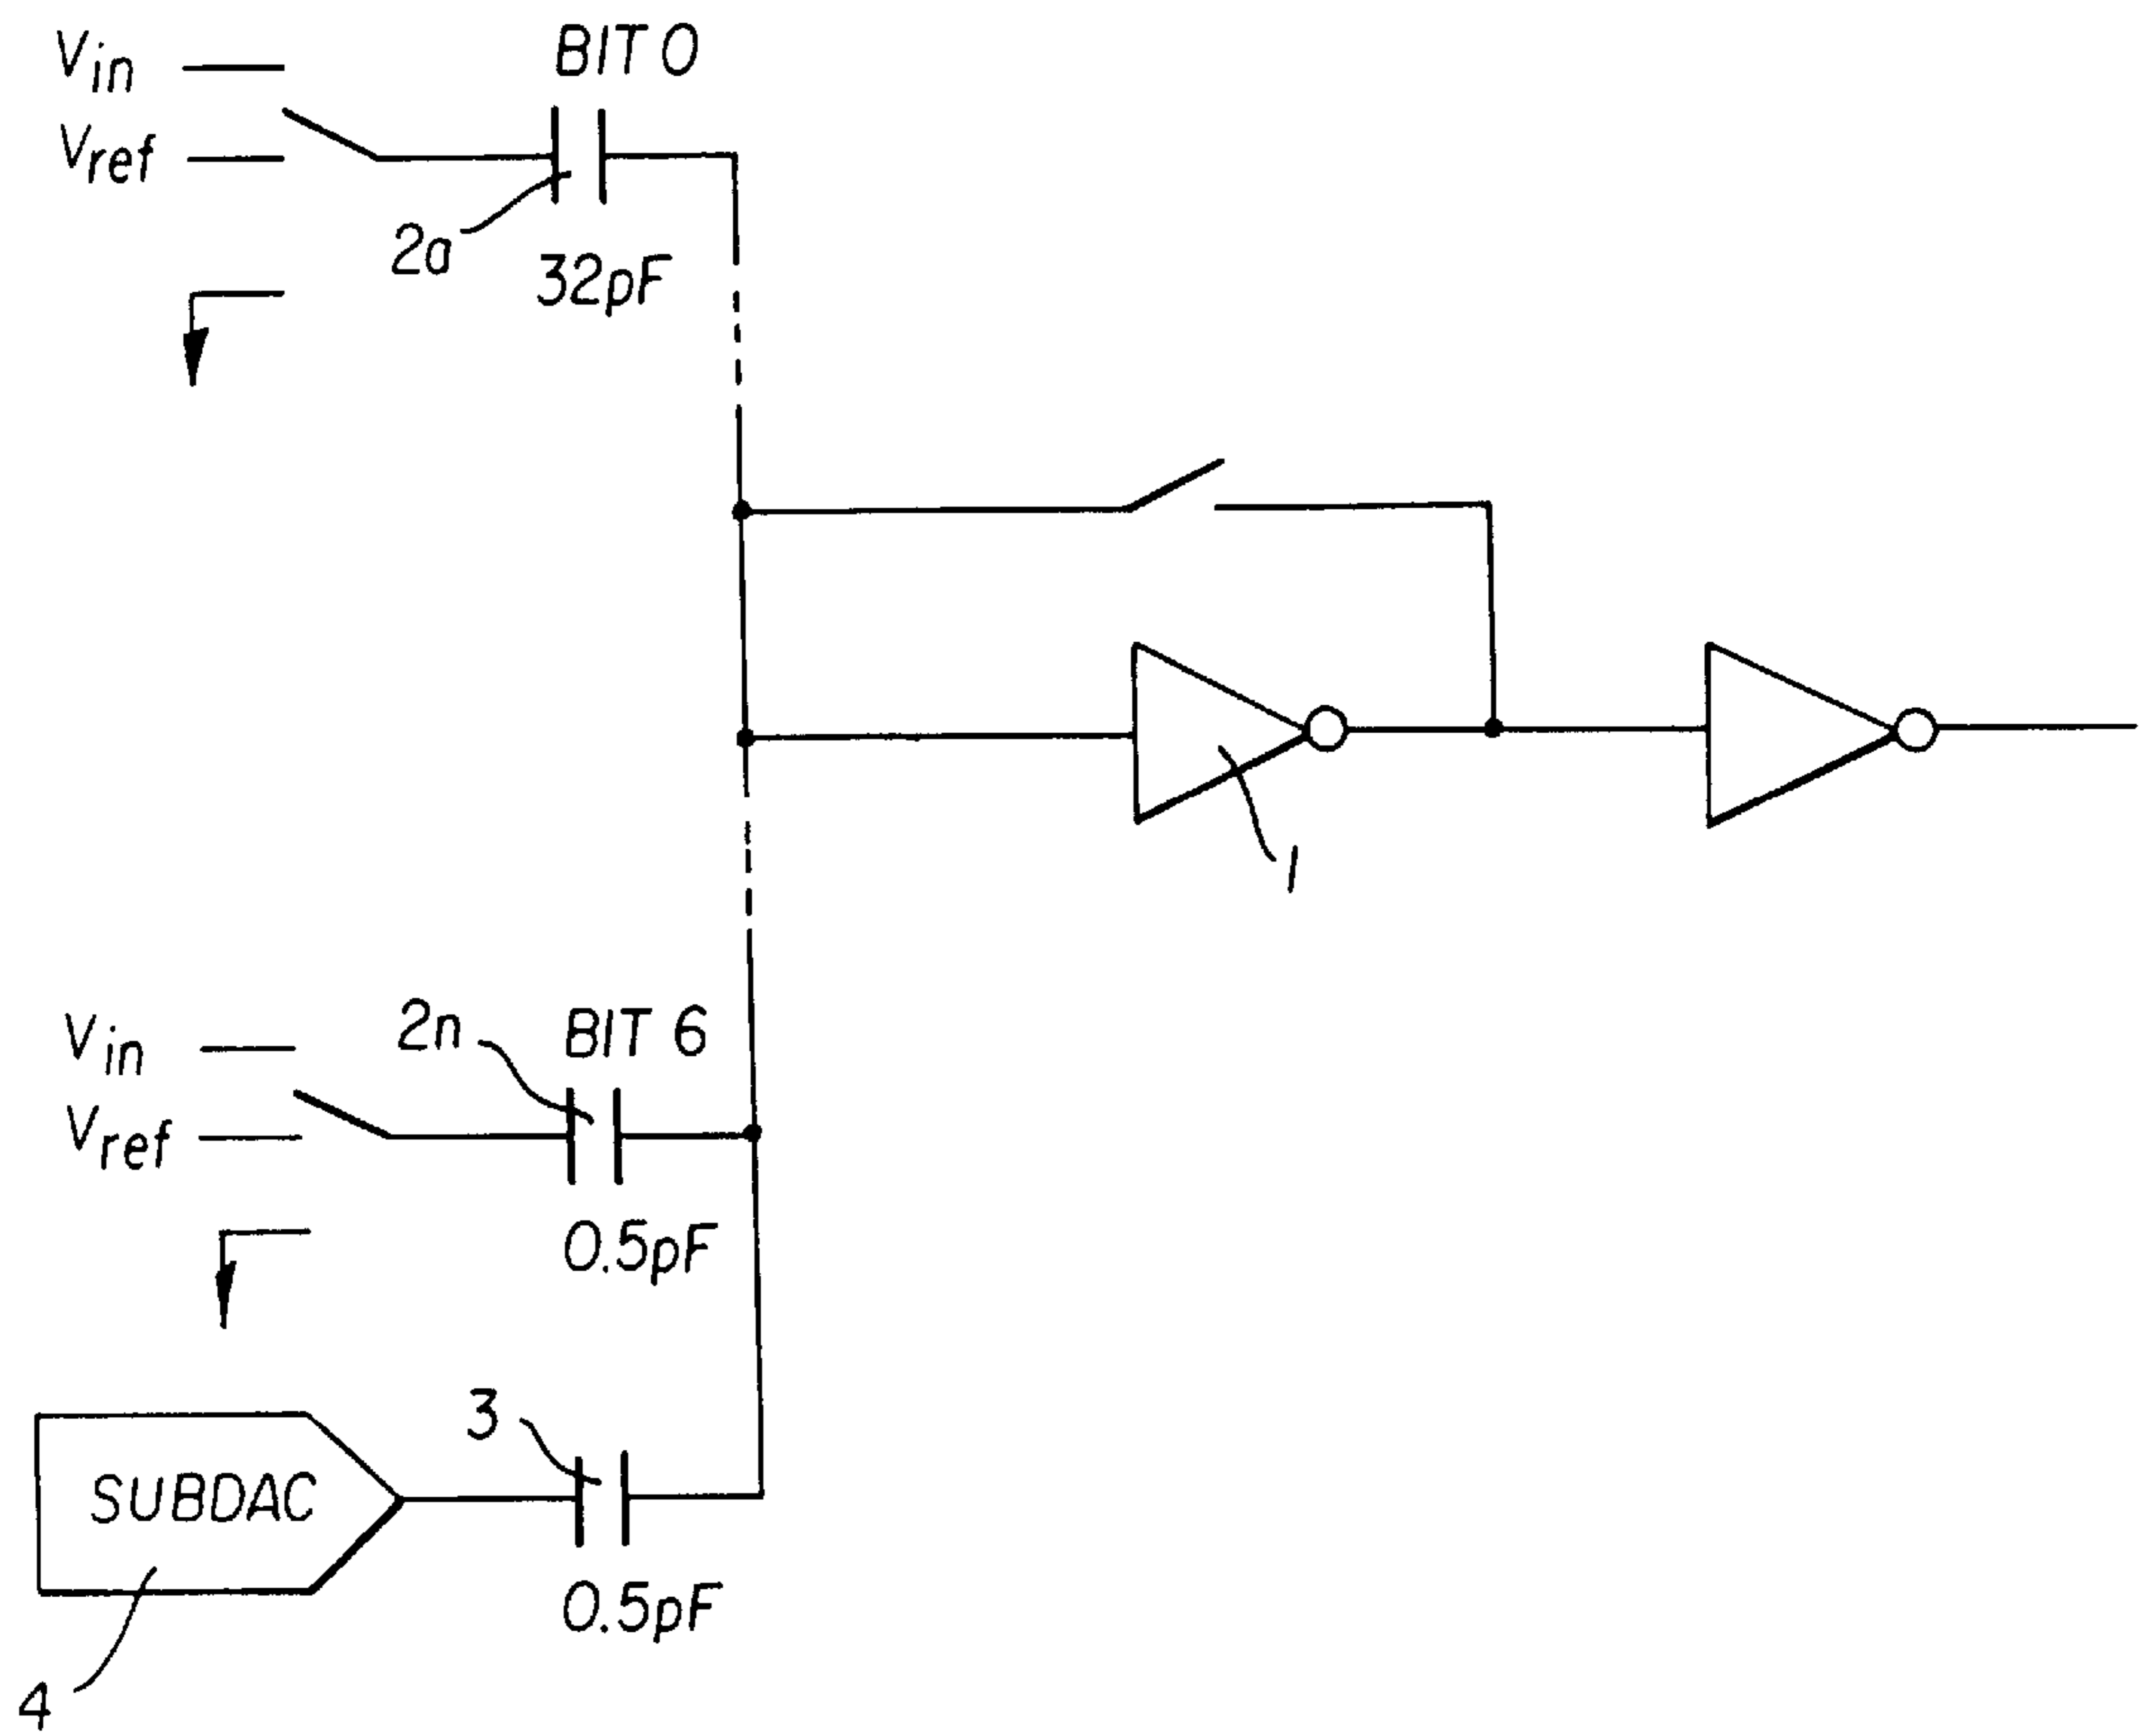 Vin
BIT 0
Vref
2a
32pF
1
Vin
2n
BIT 6
Vref
0.5pF
3
SUBDAC
0.5pF
4